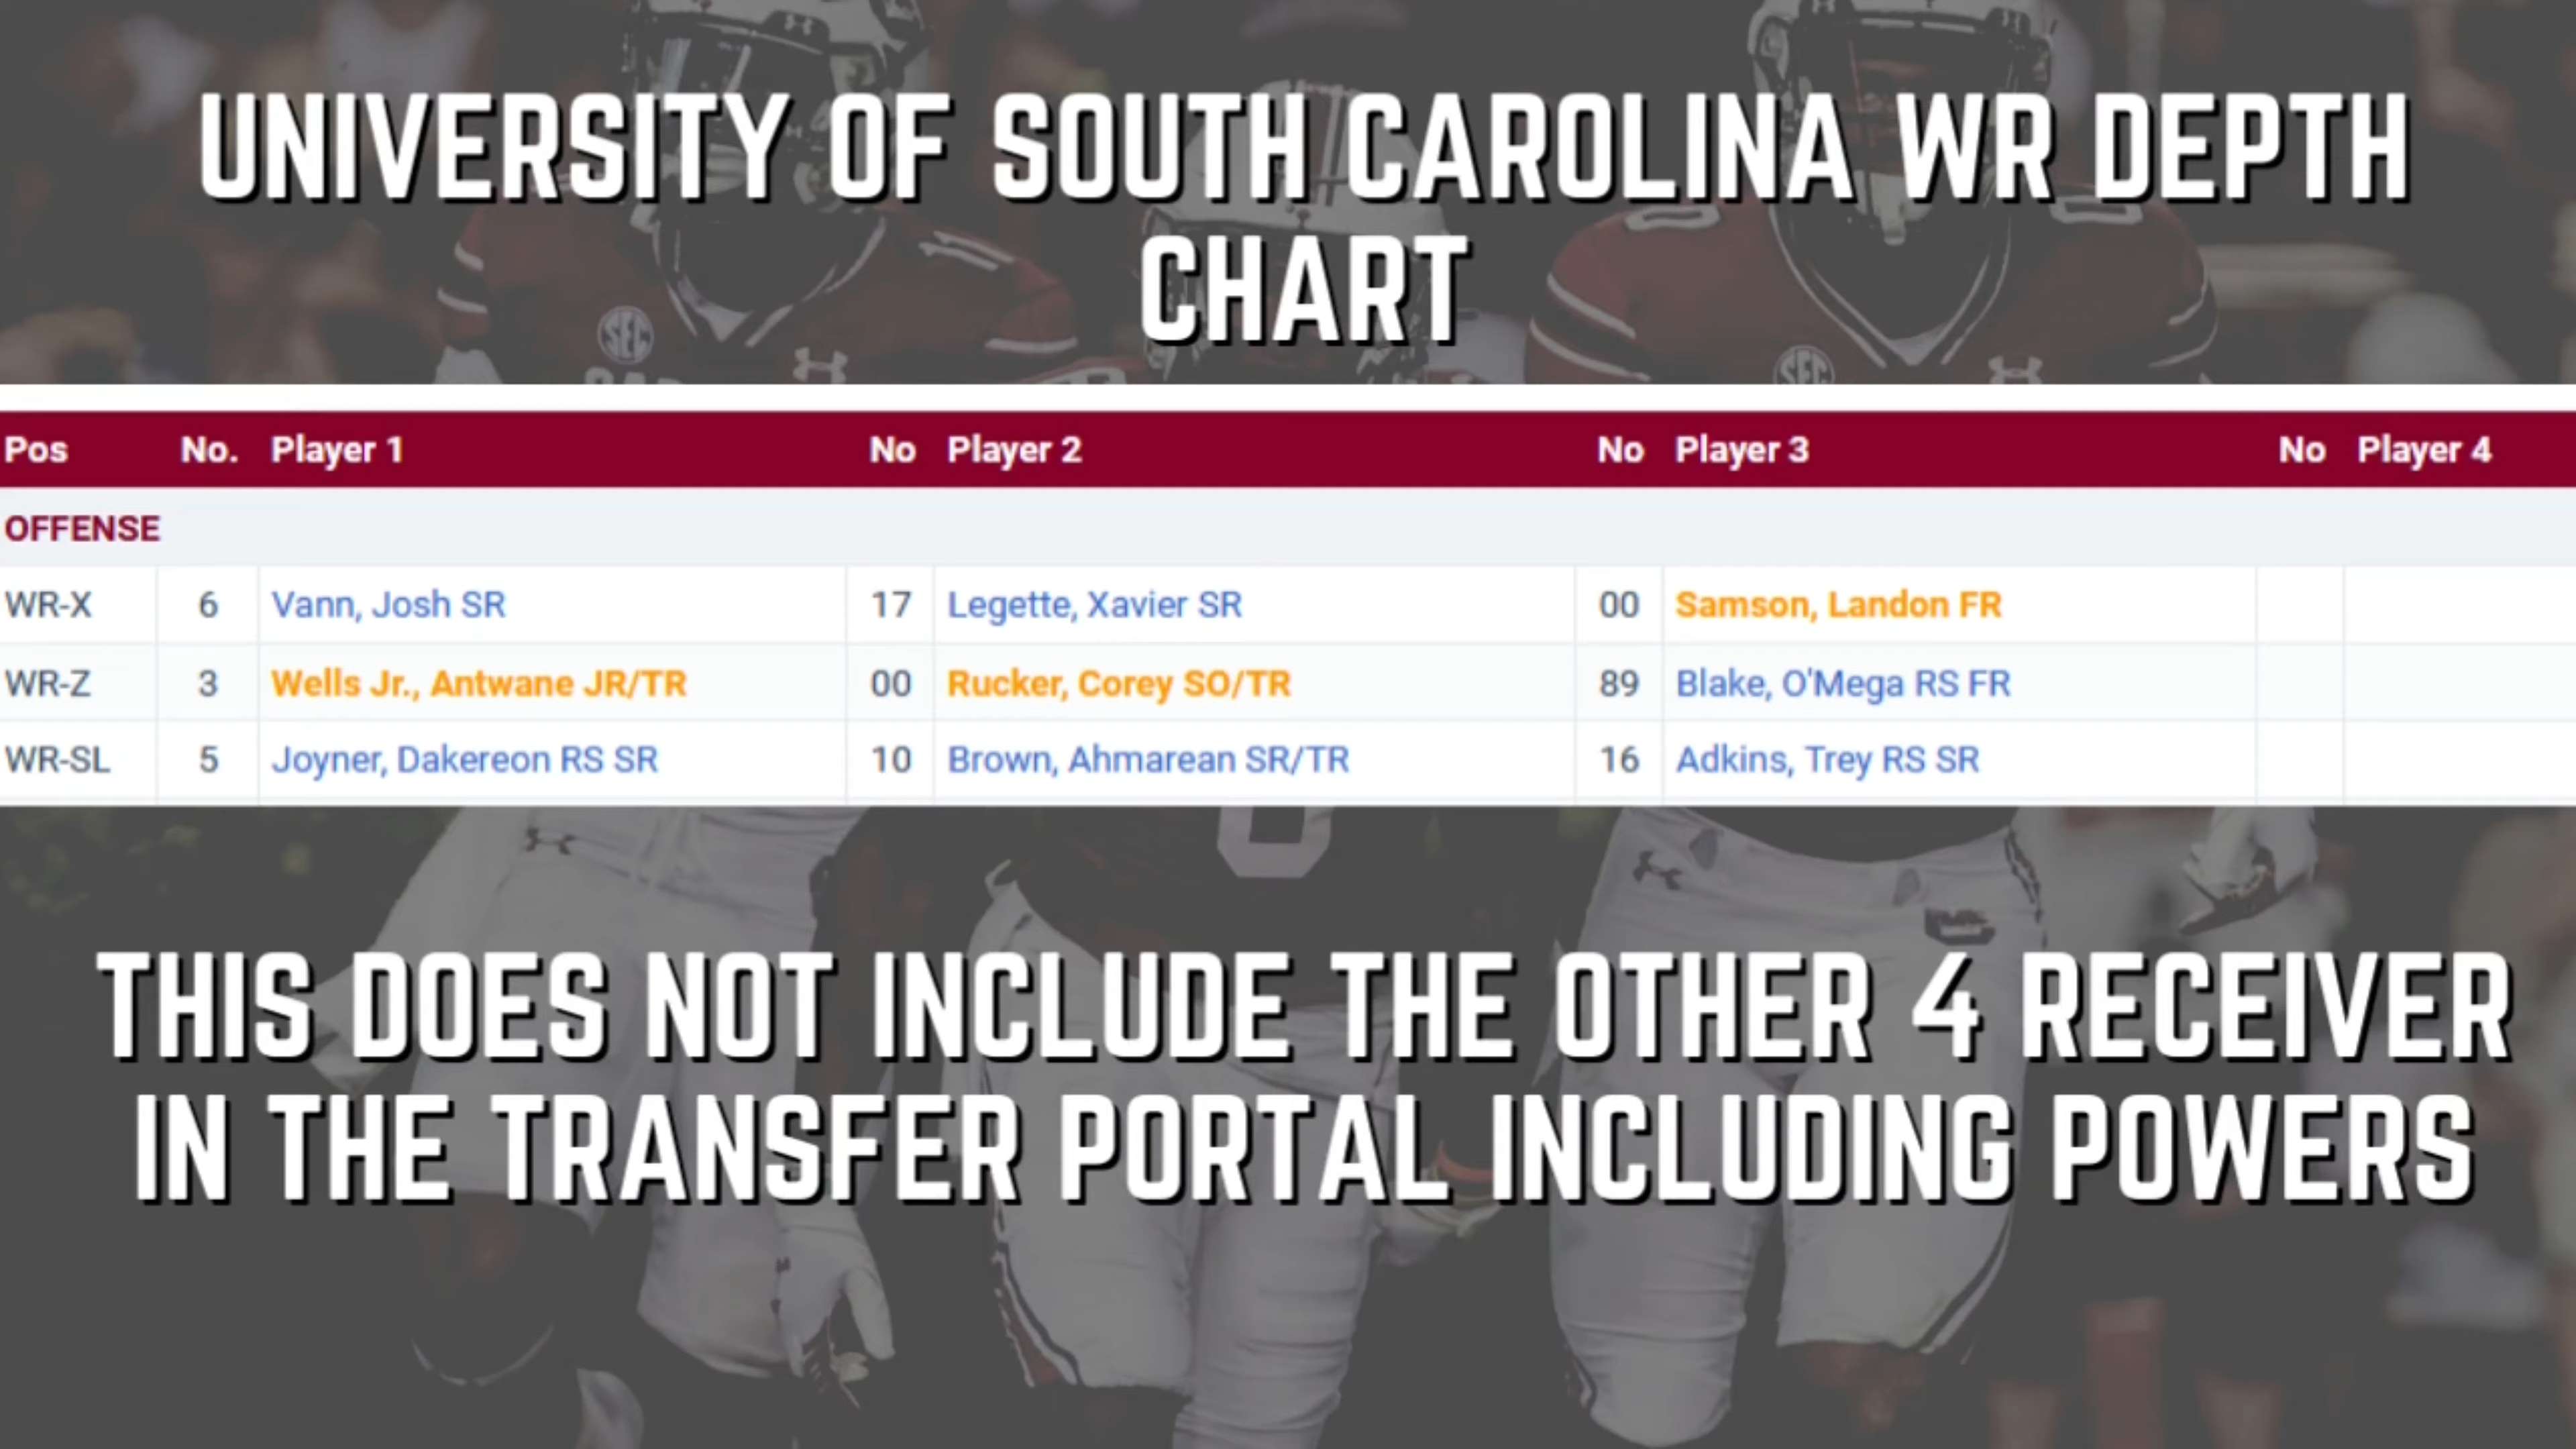 UNIVERSITY OF SOUTH CAROLINA WR DEPTH
CHART
SEC
SEC
Pos No. Player 1 No Player 2 No Player 3 No Player 4
OFFENSE
WR-X 6 Vann, Josh SR 17 Legette, Xavier SR 00 Samson, Landon FR
WR-Z 3 Wells Jr., Antwane JR/TR 00 Rucker, Corey SO/TR 89 Blake, O'Mega RS FR
WR-SL 5 Joyner, Dakereon RS SR 10 Brown, Ahmarean SR/TR 16 Adkins, Trey RS SR
THIS DOES NOT INCLUDE THE OTHER 4 RECEIVER
IN THE TRANSFER PORTAL INCLUDING POWERS